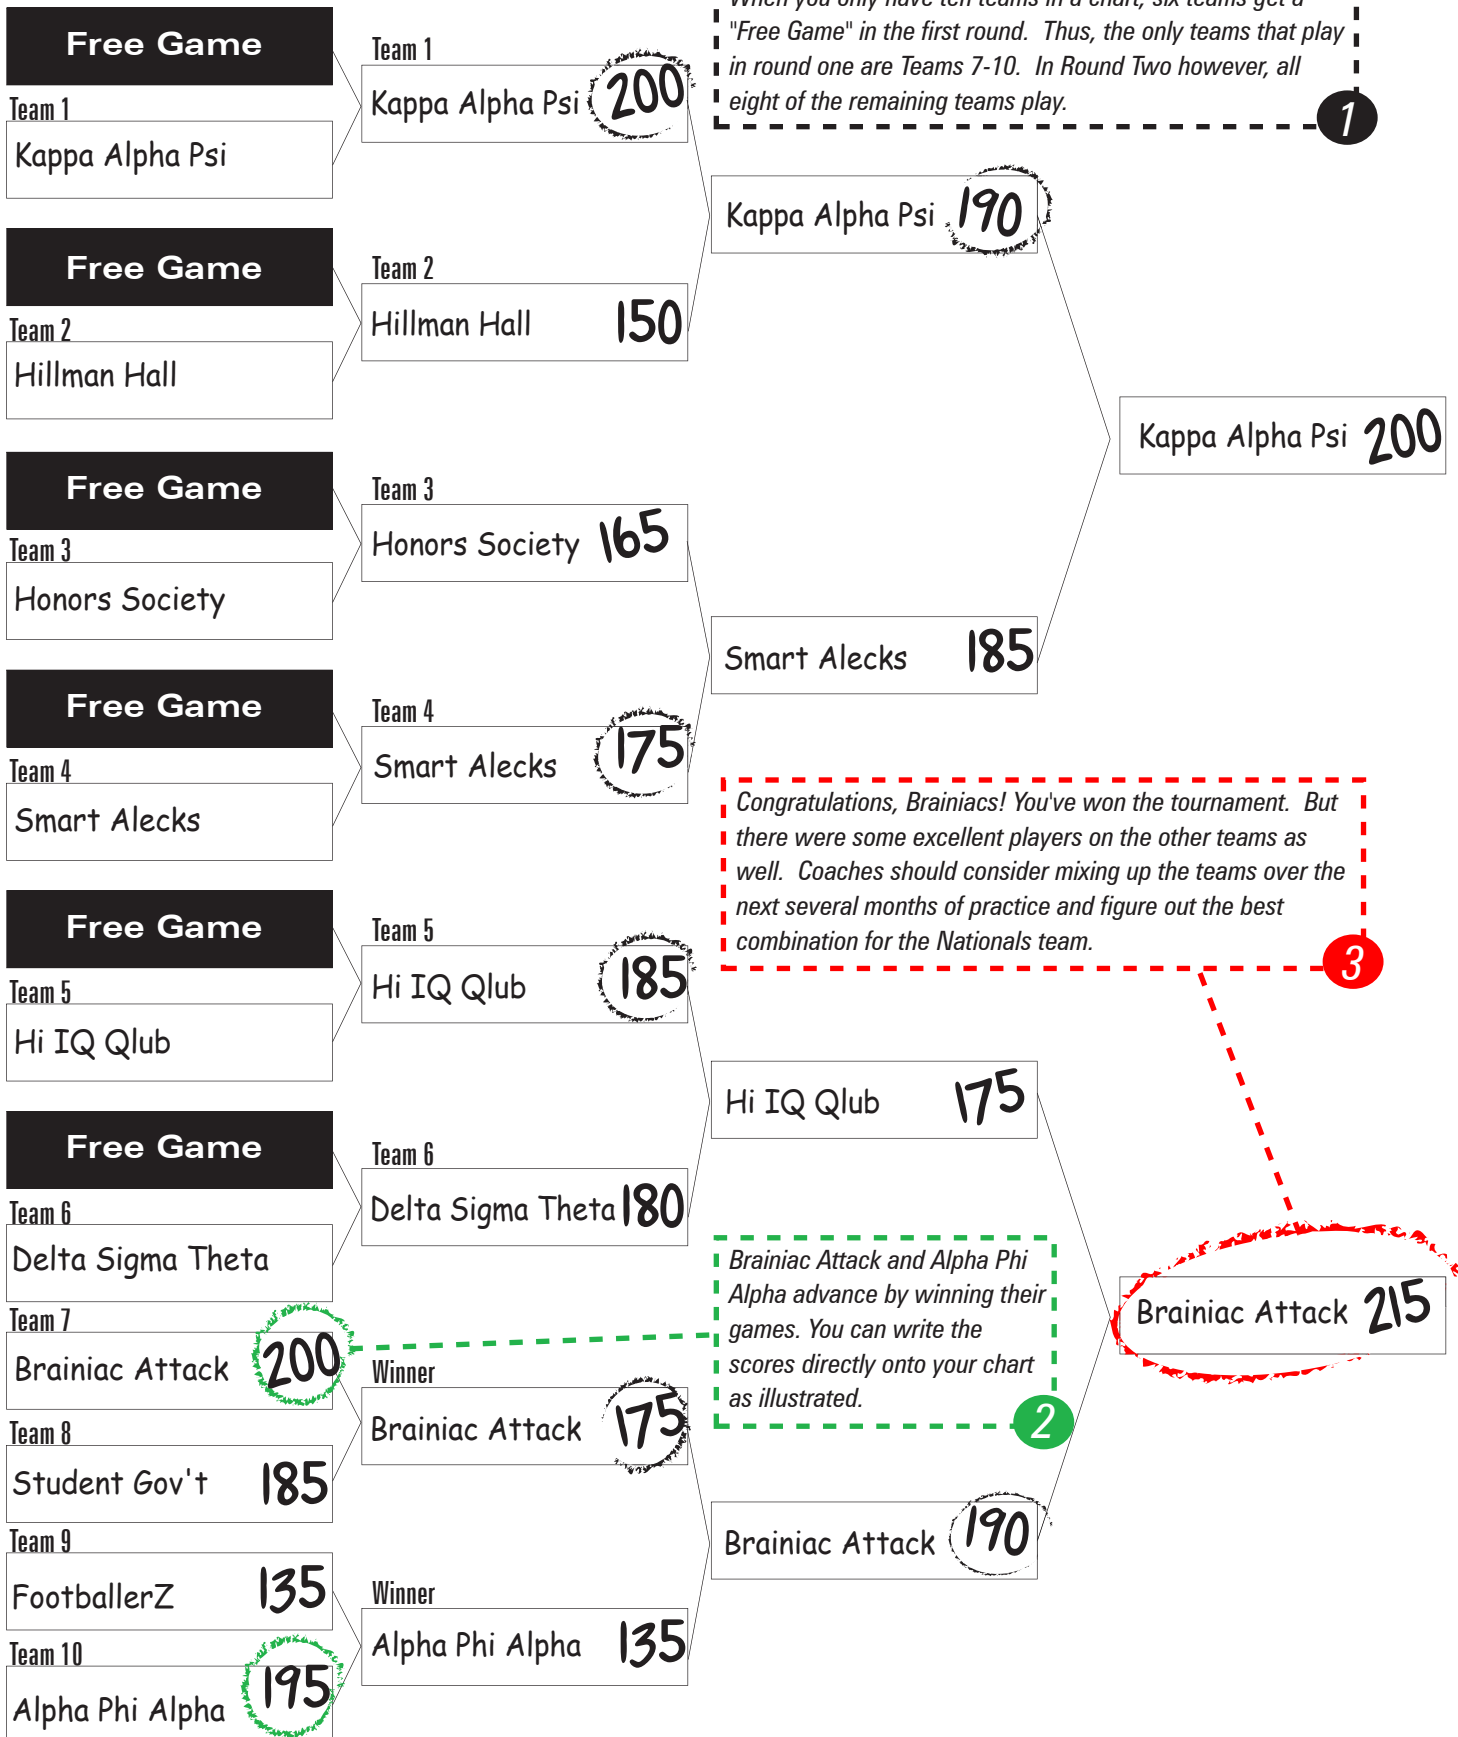 When you only have ten teams in a chart, six teams get a
"Free Game" in the first round. Thus, the only teams that play
in round one are Teams 7-10. In Round Two however, all
eight of the remaining teams play.
1
Free Game
Team 1
Kappa Alpha Psi
Free Game
Team 2
Hillman Hall
Free Game
Team 3
Honors Society
Free Game
Team 4
Smart Alecks
Free Game
Team 5
Hi IQ Qlub
Free Game
Team 6
Delta Sigma Theta
Team 7
Brainiac Attack 200
Team 8
Student Gov't 185
Team 9
FootballerZ 135
Team 10
Alpha Phi Alpha 195
Team 1
Kappa Alpha Psi 200
Team 2
Hillman Hall 150
Team 3
Honors Society 165
Team 4
Smart Alecks 175
Team 5
Hi IQ Qlub 185
Team 6
Delta Sigma Theta 180
Winner
Brainiac Attack 175
Winner
Alpha Phi Alpha 135
Kappa Alpha Psi 190
Smart Alecks 185
Hi IQ Qlub 175
Brainiac Attack 190
Brainiac Attack and Alpha Phi
Alpha advance by winning their
games. You can write the
scores directly onto your chart
as illustrated.
2
Kappa Alpha Psi 200
Congratulations, Brainiacs! You've won the tournament. But
there were some excellent players on the other teams as
well. Coaches should consider mixing up the teams over the
next several months of practice and figure out the best
combination for the Nationals team.
3
Brainiac Attack 215